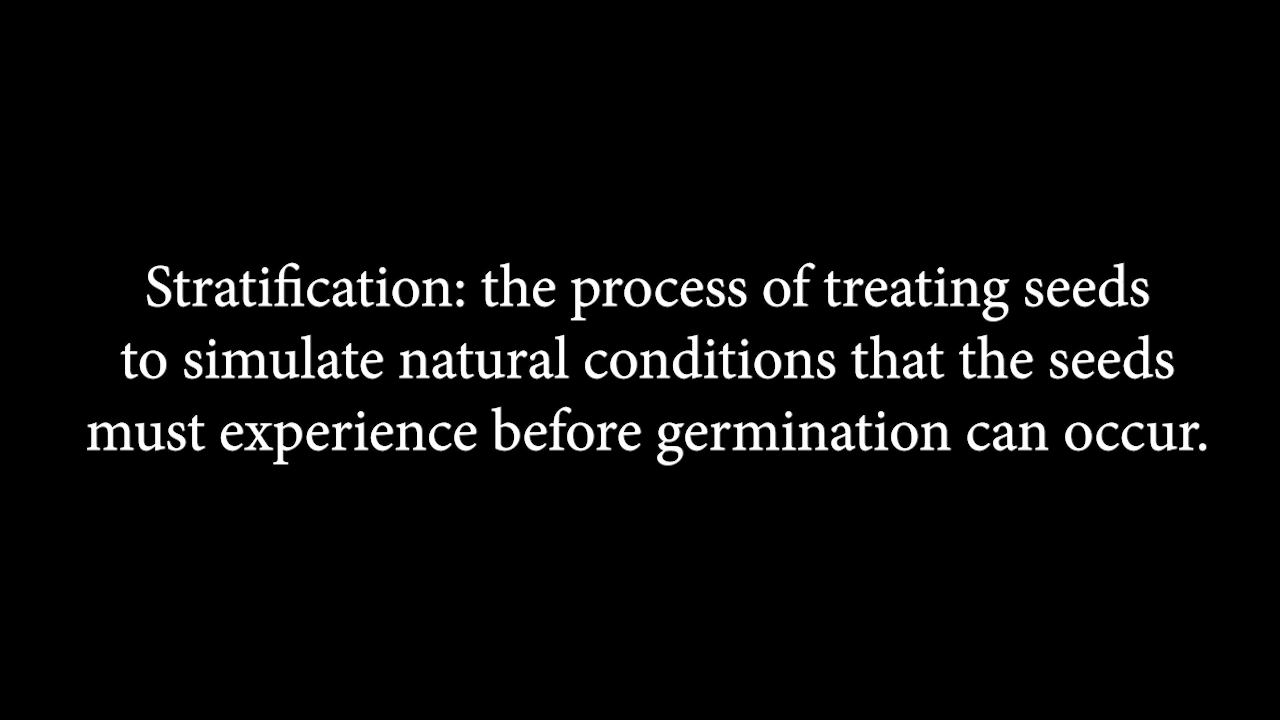 Stratification: the process of treating seeds
to simulate natural conditions that the seeds
must experience before germination can occur.